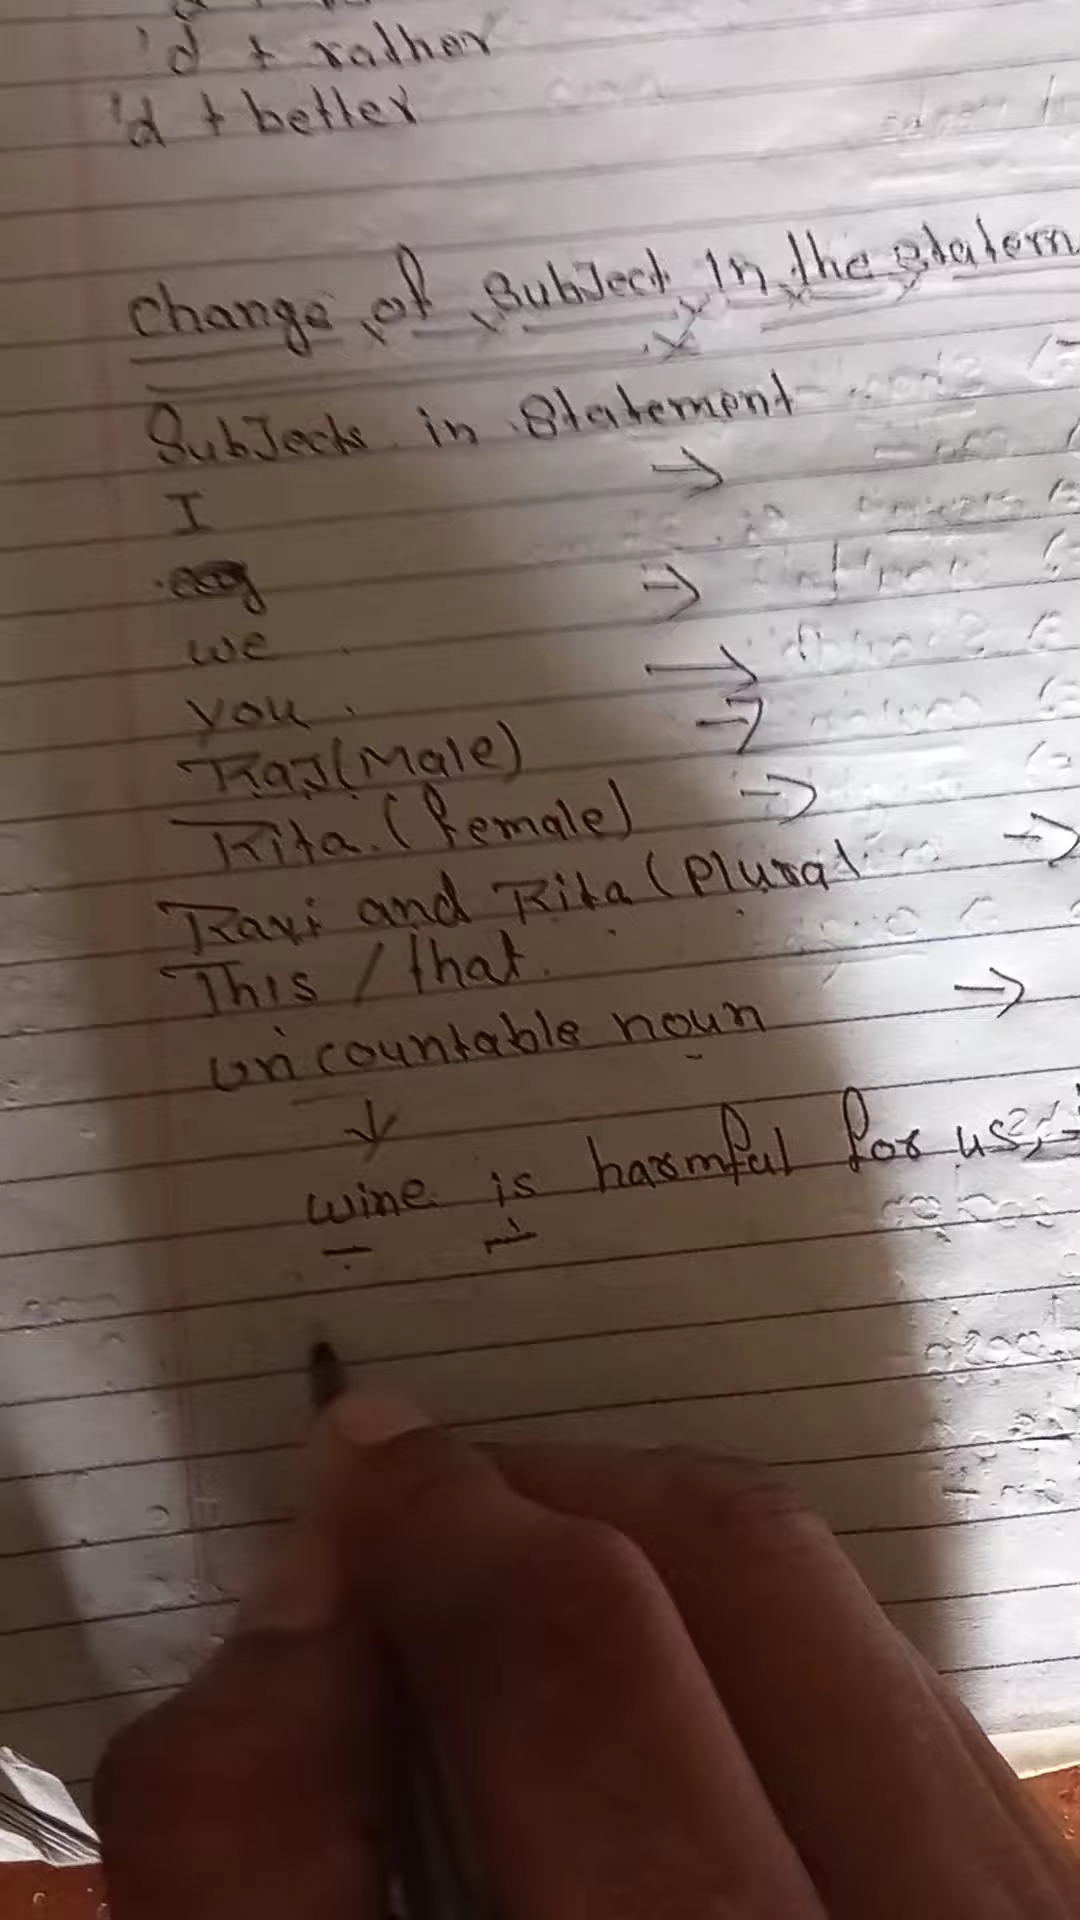 'd + rather
'd + better
Change of Subject In the Statem
Subjects in Statement
I →
we →
you →
Raj (Male) →
Rita (female) →
Ravi and Rita (Plural →
This / that
uncountable noun →
↓
wine is harmful for us,